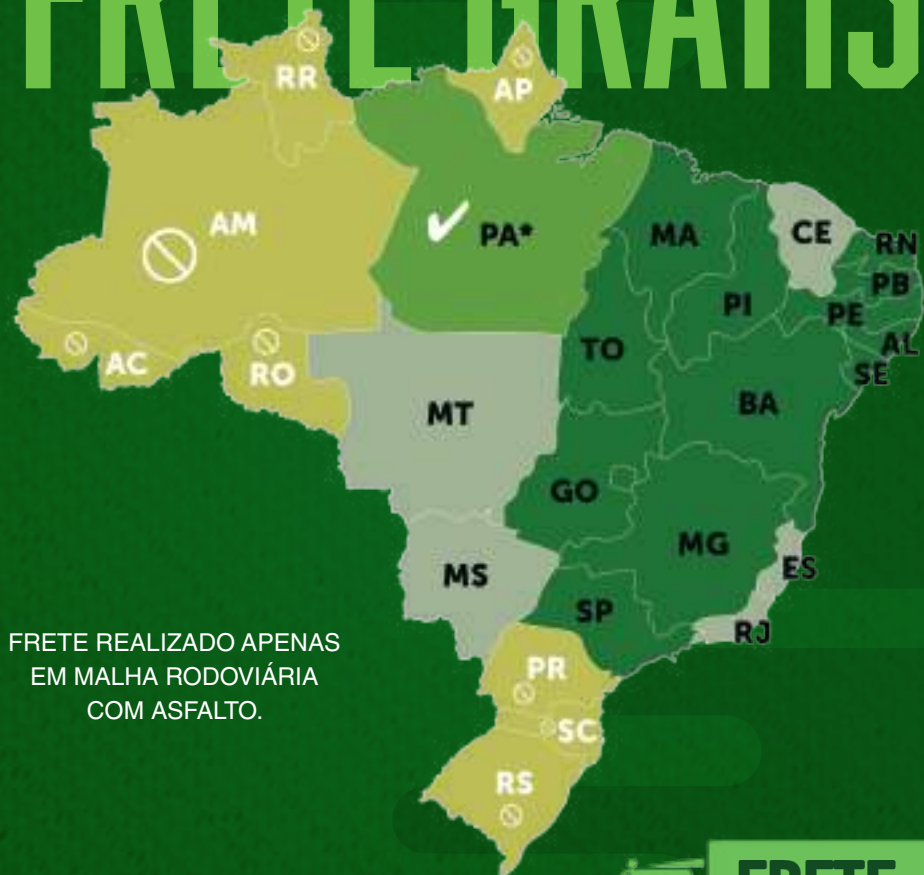 FRETE GRÁTIS
RR
AP
AM
PA*
MA
CE
RN
PI
PB
PE
AC
RO
TO
AL
SE
MT
BA
GO
MG
MS
ES
SP
RJ
FRETE REALIZADO APENAS
EM MALHA RODOVIÁRIA
COM ASFALTO.
PR
SC
RS
FRETE